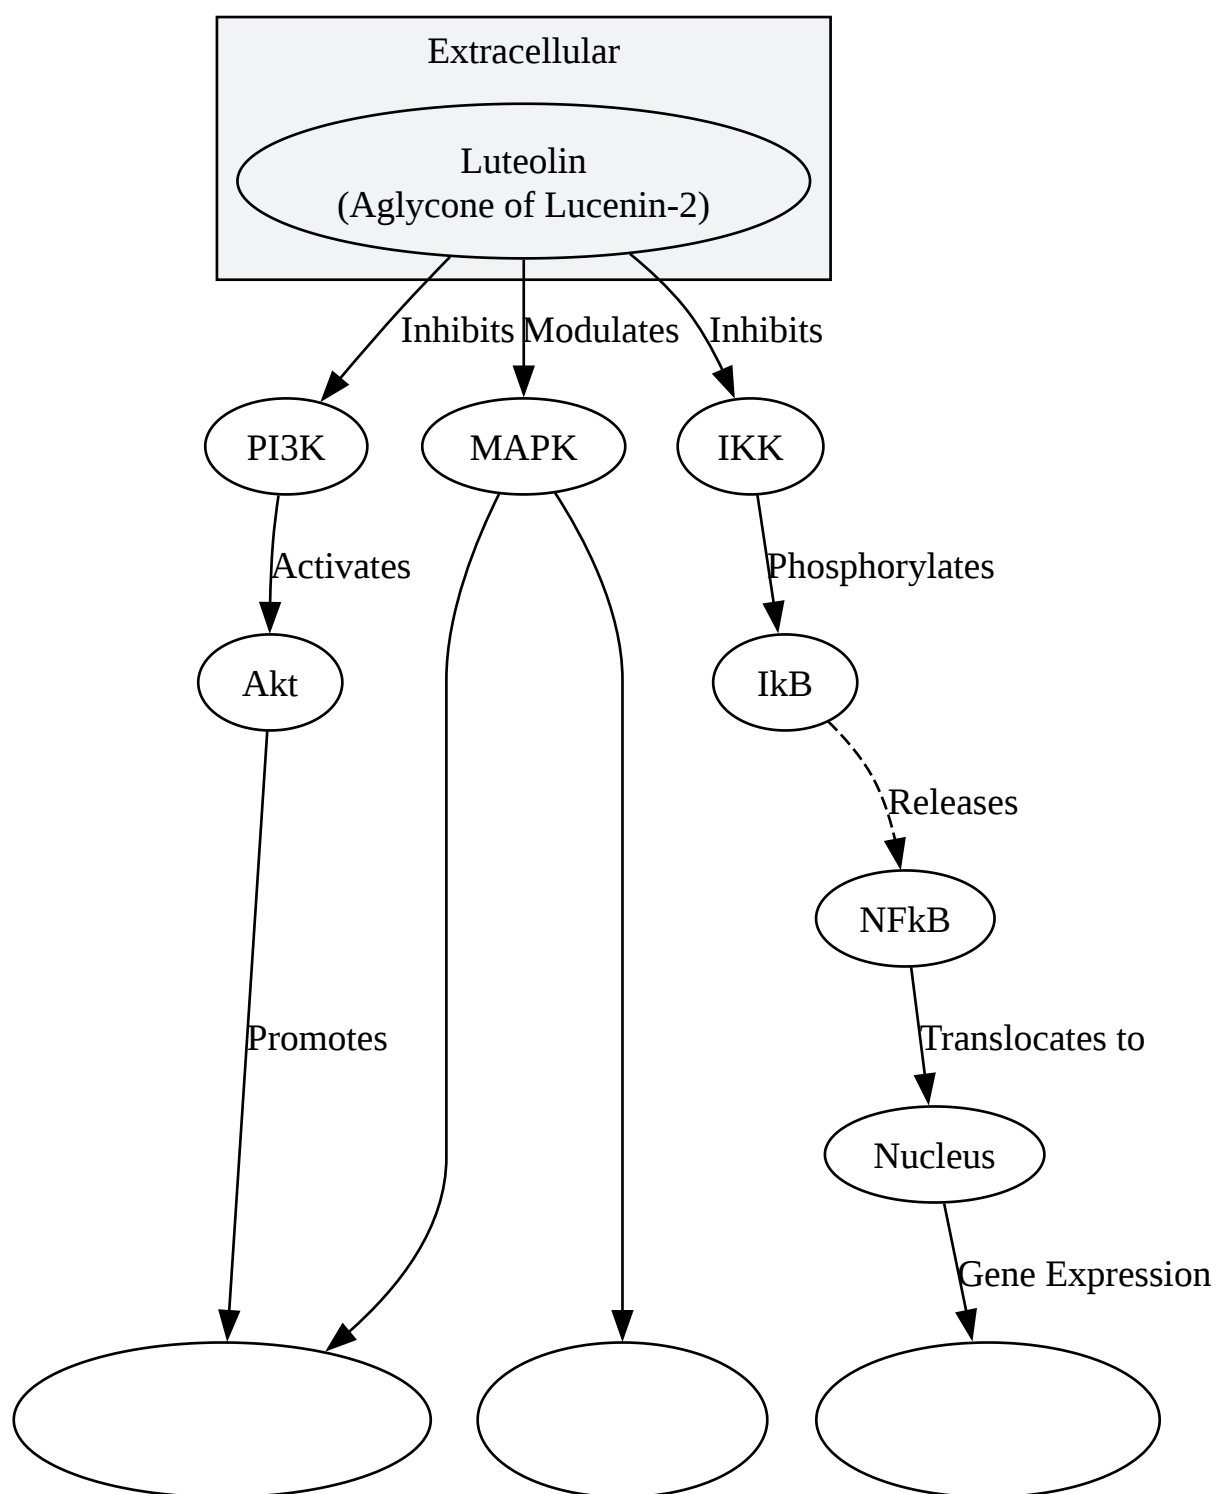 Extracellular
Luteolin
(Aglycone of Lucenin-2)
Inhibits
Modulates
Inhibits
PI3K
MAPK
IKK
Activates
Phosphorylates
Akt
IkB
Releases
NFkB
Promotes
Translocates to
Nucleus
Gene Expression